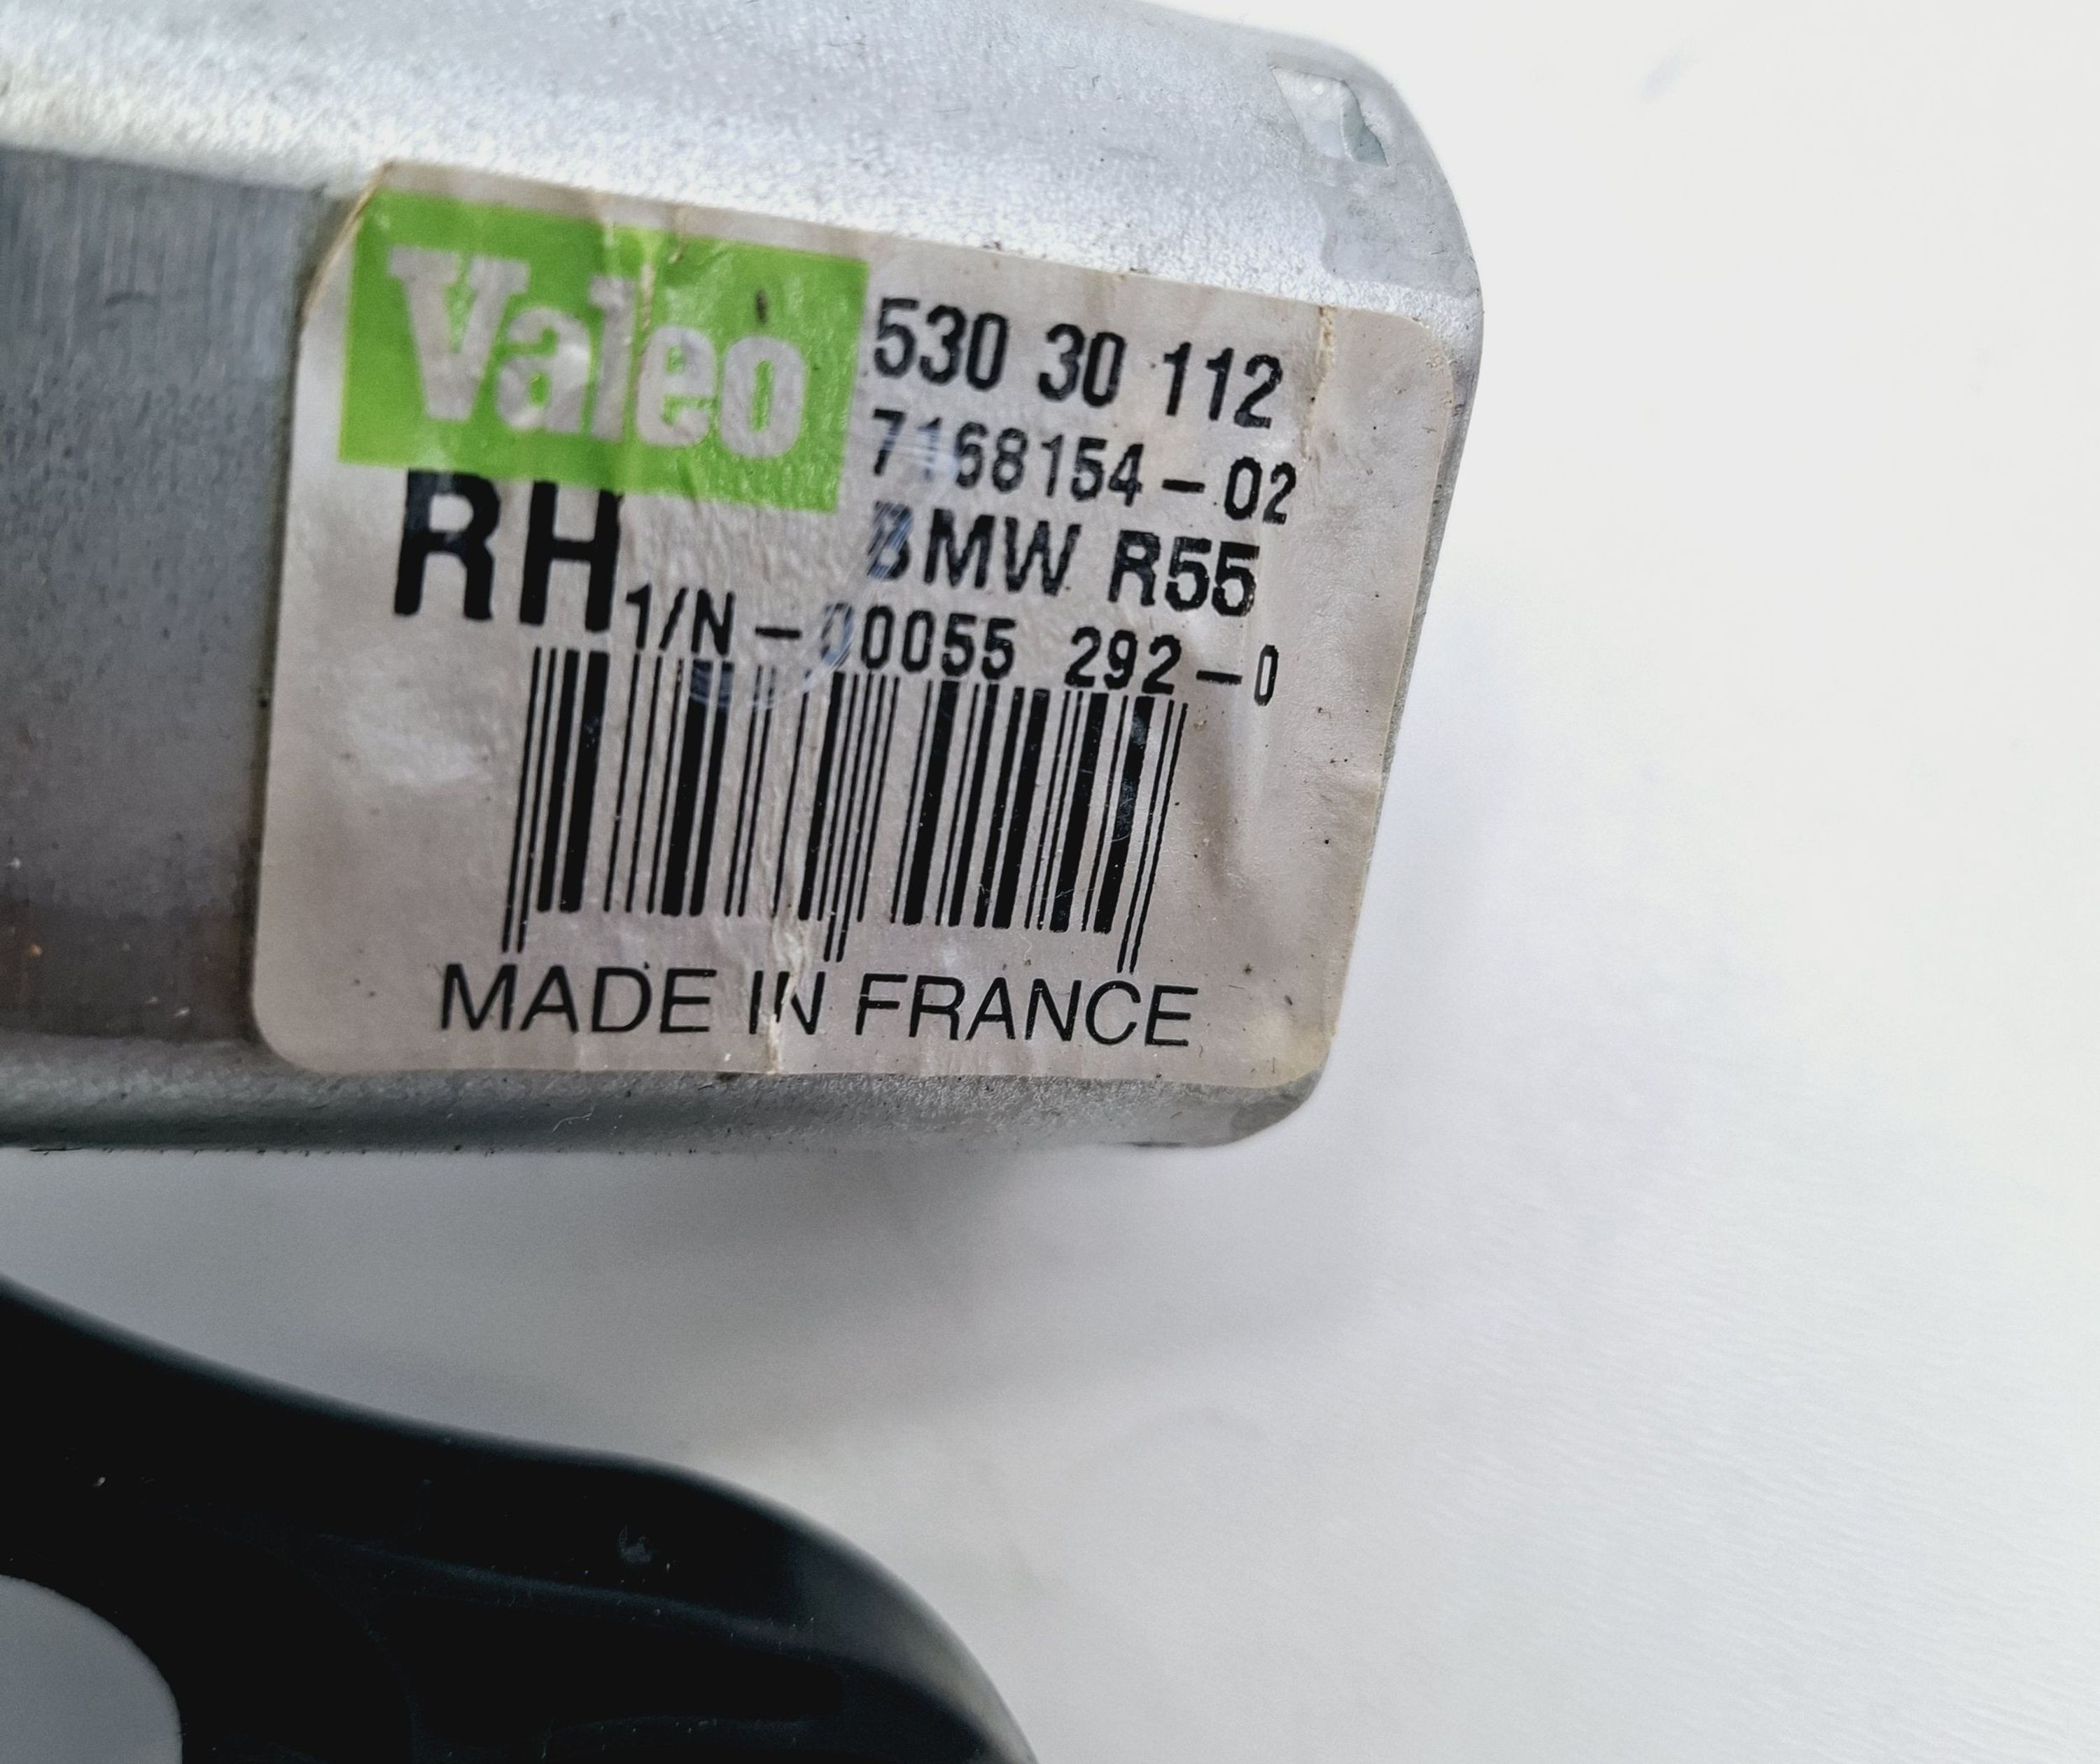 Valeo 530 30 112
7168154-02
RH BMW R55
1/N-00055 292-0
MADE IN FRANCE